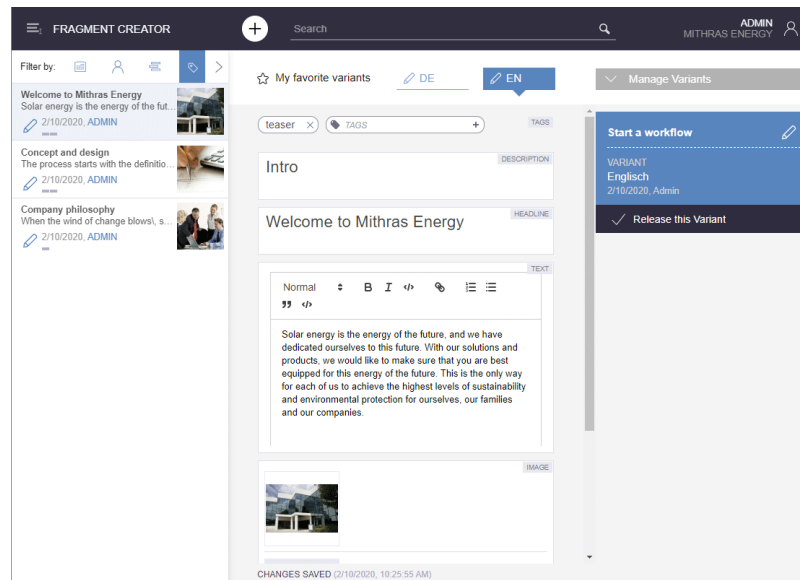 FRAGMENT CREATOR
Search
ADMIN
MITHRAS ENERGY
Filter by:
Welcome to Mithras Energy
Solar energy is the energy of the fut...
2/10/2020, ADMIN
Concept and design
The process starts with the definitio...
2/10/2020, ADMIN
Company philosophy
When the wind of change blows\, s...
2/10/2020, ADMIN
My favorite variants
DE
EN
teaser
TAGS
TAGS
DESCRIPTION
Intro
HEADLINE
Welcome to Mithras Energy
TEXT
Normal
B I
Solar energy is the energy of the future, and we have
dedicated ourselves to this future. With our solutions and
products, we would like to make sure that you are best
equipped for this energy of the future. This is the only way
for each of us to achieve the highest levels of sustainability
and environmental protection for ourselves, our families
and our companies.
IMAGE
CHANGES SAVED (2/10/2020, 10:25:55 AM)
Manage Variants
Start a workflow
VARIANT
Englisch
2/10/2020, Admin
Release this Variant